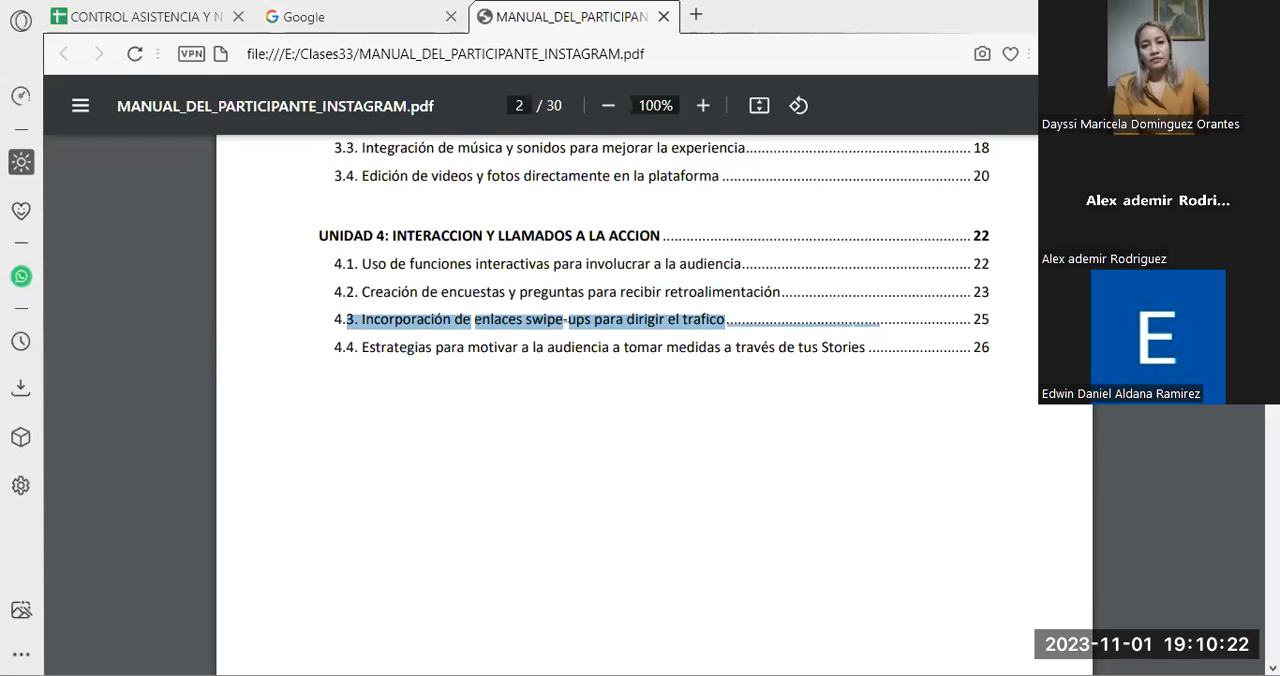 CONTROL ASISTENCIA Y N
Google
MANUAL_DEL_PARTICIPAN
VPN
file:///E:/Clases33/MANUAL_DEL_PARTICIPANTE_INSTAGRAM.pdf
MANUAL_DEL_PARTICIPANTE_INSTAGRAM.pdf
2 / 30
100%
3.3. Integración de música y sonidos para mejorar la experiencia 18
3.4. Edición de videos y fotos directamente en la plataforma 20
UNIDAD 4: INTERACCION Y LLAMADOS A LA ACCION 22
4.1. Uso de funciones interactivas para involucrar a la audiencia 22
4.2. Creación de encuestas y preguntas para recibir retroalimentación 23
4.3. Incorporación de enlaces swipe-ups para dirigir el trafico 25
4.4. Estrategias para motivar a la audiencia a tomar medidas a través de tus Stories 26
Dayssi Maricela Dominguez Orantes
Alex ademir Rodri...
Alex ademir Rodriguez
E
Edwin Daniel Aldana Ramirez
2023-11-01 19:10:22